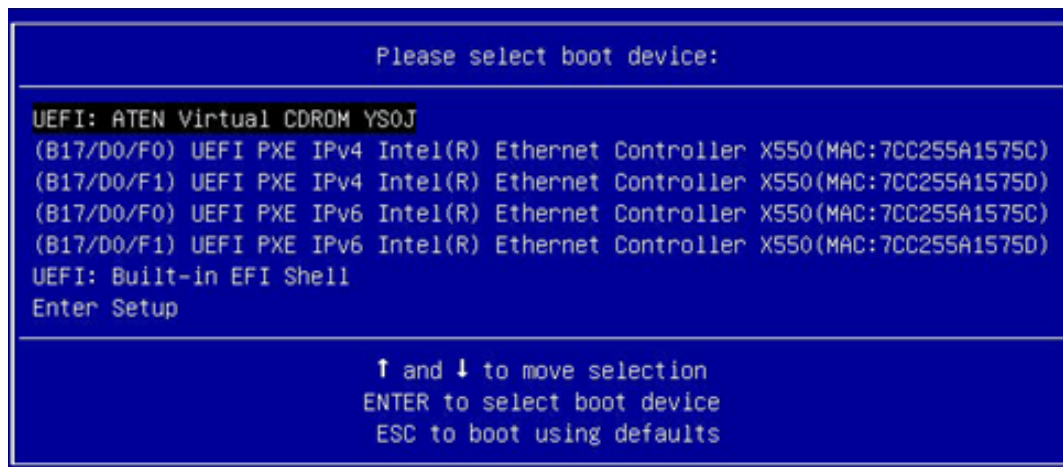 Please select boot device:
UEFI: ATEN Virtual CDROM YS0J
(B17/D0/F0) UEFI PXE IPv4 Intel(R) Ethernet Controller X550(MAC:7CC255A1575C)
(B17/D0/F1) UEFI PXE IPv4 Intel(R) Ethernet Controller X550(MAC:7CC255A1575D)
(B17/D0/F0) UEFI PXE IPv6 Intel(R) Ethernet Controller X550(MAC:7CC255A1575C)
(B17/D0/F1) UEFI PXE IPv6 Intel(R) Ethernet Controller X550(MAC:7CC255A1575D)
UEFI: Built-in EFI Shell
Enter Setup
↑ and ↓ to move selection
ENTER to select boot device
ESC to boot using defaults